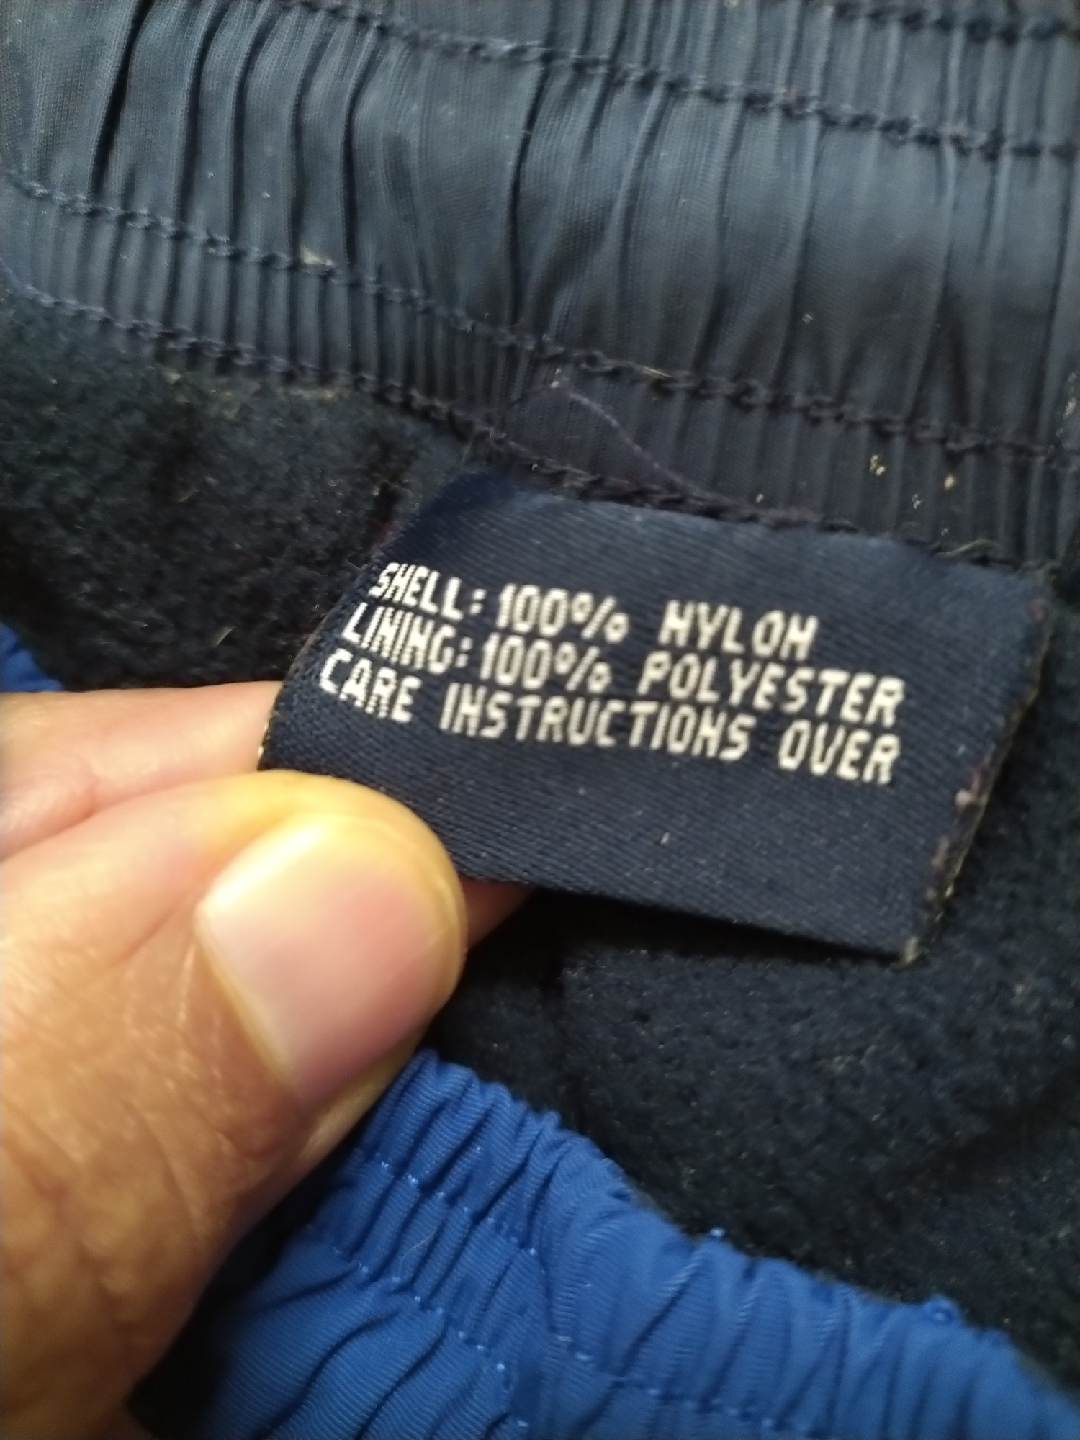 SHELL: 100% NYLON
LINING: 100% POLYESTER
CARE INSTRUCTIONS OVER